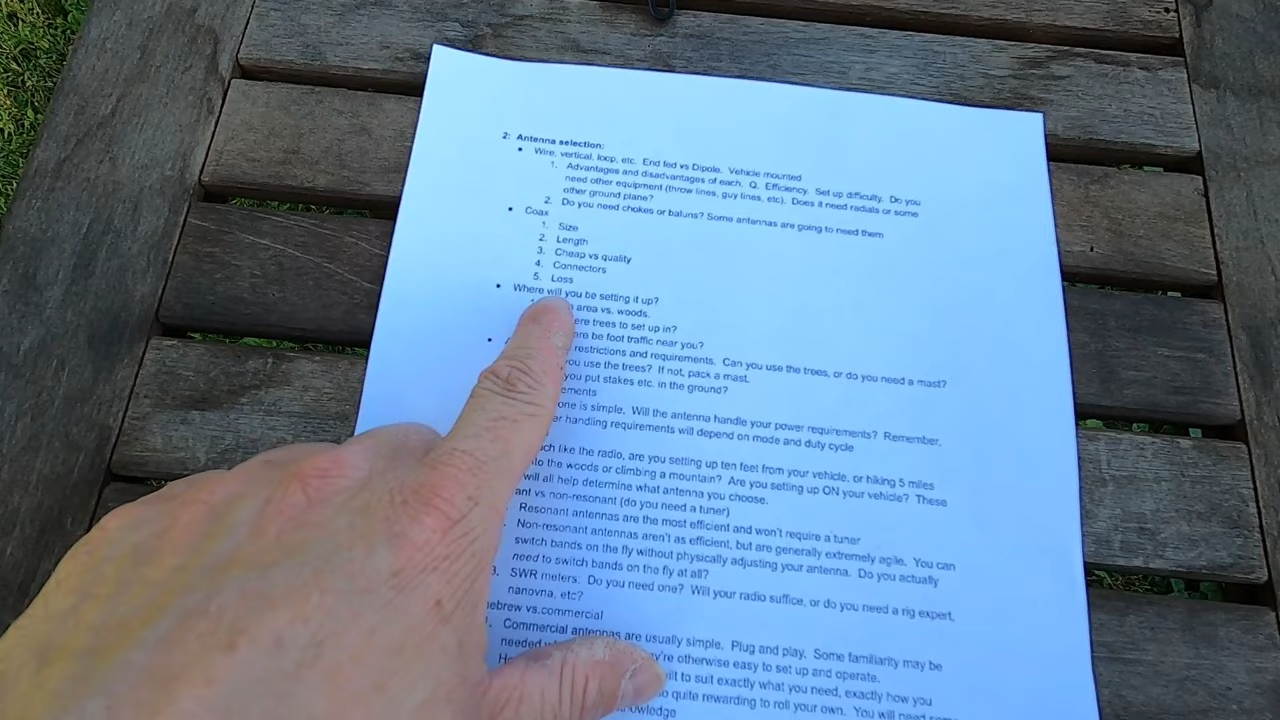 2: Antenna selection:
• Wire, vertical, loop, etc. End fed vs Dipole. Vehicle mounted
1. Advantages and disadvantages of each. Q. Efficiency. Set up difficulty. Do you
need other equipment (throw lines, guy lines, etc). Does it need radials or some
other ground plane?
2. Do you need chokes or baluns? Some antennas are going to need them
• Coax
1. Size
2. Length
3. Cheap vs quality
4. Connectors
5. Loss
• Where will you be setting it up?
area vs. woods.
trees to set up in?
be foot traffic near you?
• restrictions and requirements. Can you use the trees, or do you need a mast?
you use the trees? If not, pack a mast.
you put stakes etc. in the ground?
one is simple. Will the antenna handle your power requirements? Remember,
handling requirements will depend on mode and duty cycle
like the radio, are you setting up ten feet from your vehicle, or hiking 5 miles
the woods or climbing a mountain? Are you setting up ON your vehicle? These
will all help determine what antenna you choose.
vs non-resonant (do you need a tuner)
Resonant antennas are the most efficient and won't require a tuner
Non-resonant antennas aren't as efficient, but are generally extremely agile. You can
switch bands on the fly without physically adjusting your antenna. Do you actually
need to switch bands on the fly at all?
3. SWR meters: Do you need one? Will your radio suffice, or do you need a rig expert,
nanovna, etc?
vs.commercial
Commercial antennas are usually simple. Plug and play. Some familiarity may be
needed otherwise easy to set up and operate.
to suit exactly what you need, exactly how you
quite rewarding to roll your own. You will need